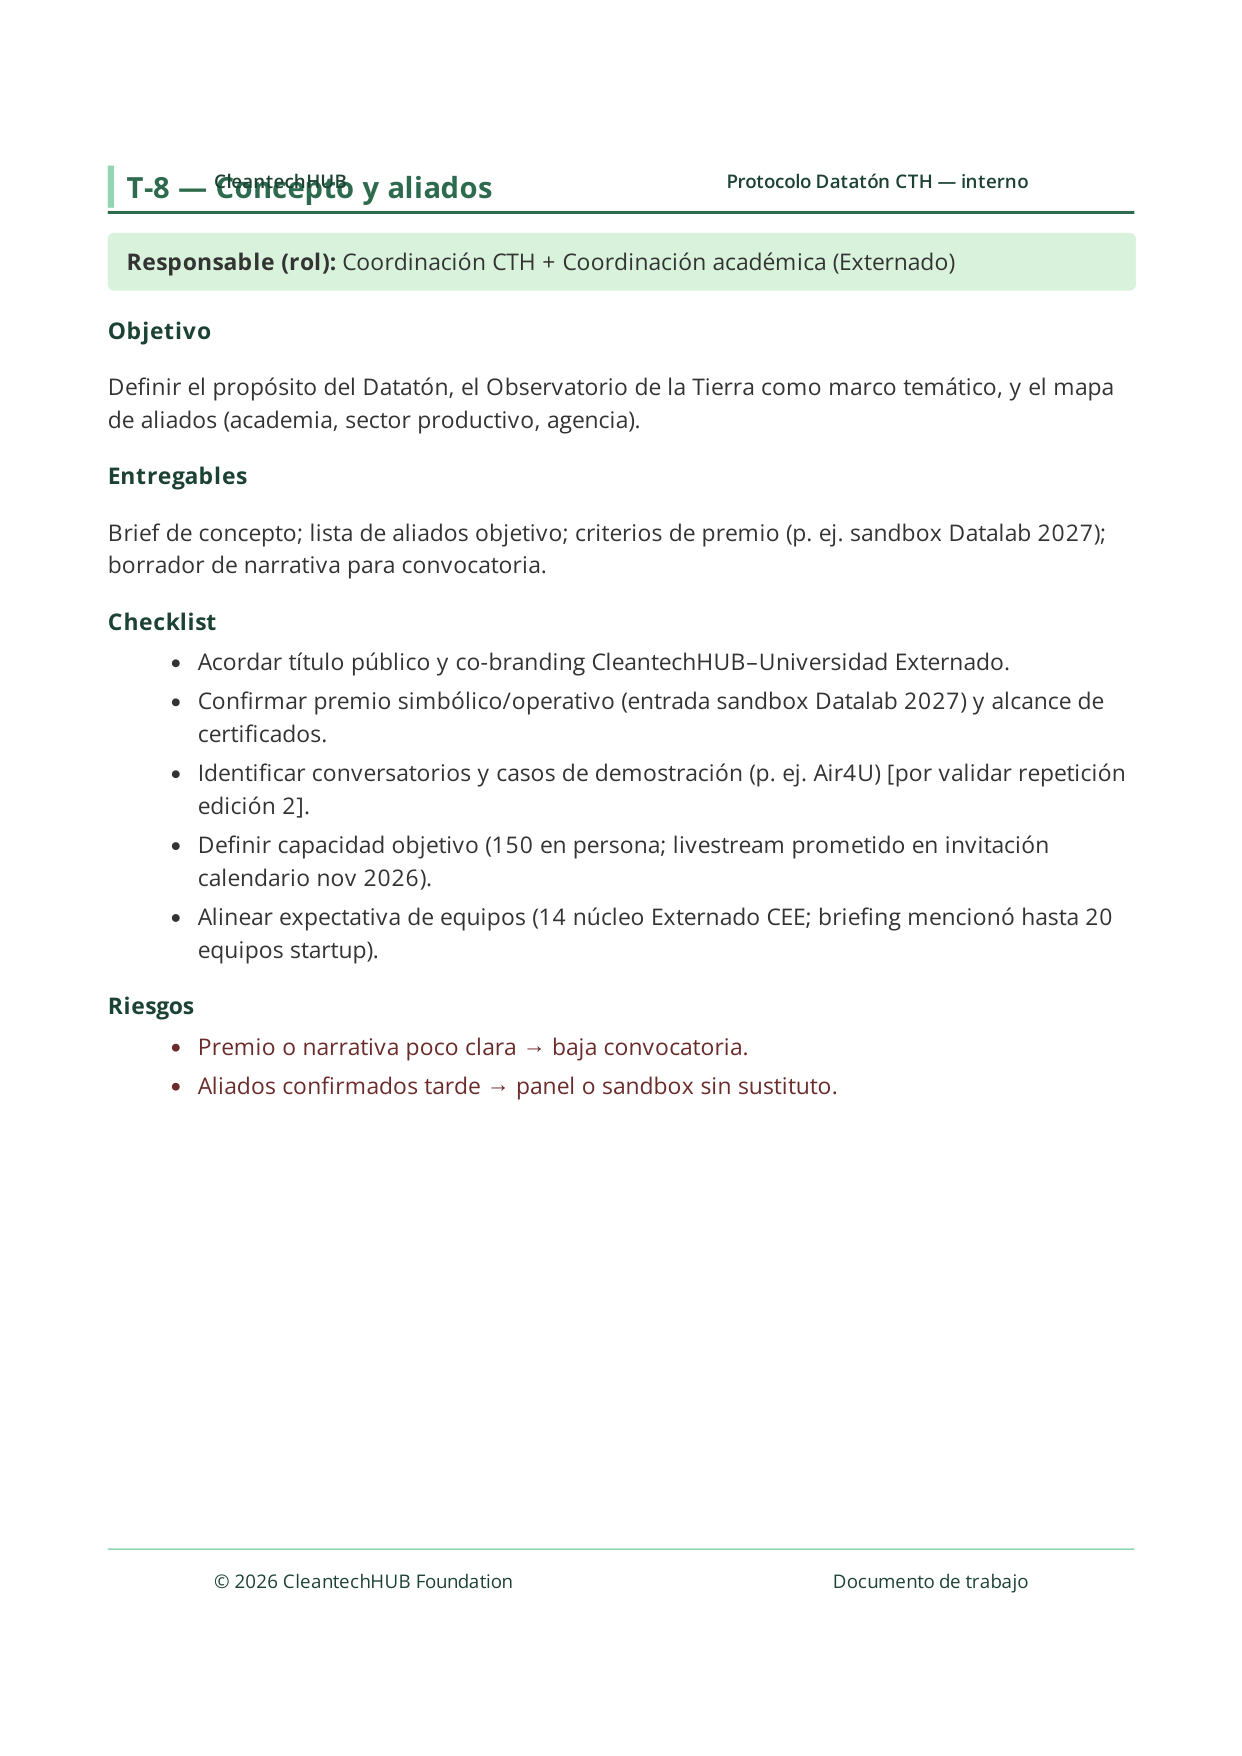 CleantechHUB
Protocolo Datatón CTH — interno
T-8 — Concepto y aliados
Responsable (rol): Coordinación CTH + Coordinación académica (Externado)
Objetivo
Definir el propósito del Datatón, el Observatorio de la Tierra como marco temático, y el mapa
de aliados (academia, sector productivo, agencia).
Entregables
Brief de concepto; lista de aliados objetivo; criterios de premio (p. ej. sandbox Datalab 2027);
borrador de narrativa para convocatoria.
Checklist
• Acordar título público y co-branding CleantechHUB–Universidad Externado.
• Confirmar premio simbólico/operativo (entrada sandbox Datalab 2027) y alcance de
certificados.
• Identificar conversatorios y casos de demostración (p. ej. Air4U) [por validar repetición
edición 2].
• Definir capacidad objetivo (150 en persona; livestream prometido en invitación
calendario nov 2026).
• Alinear expectativa de equipos (14 núcleo Externado CEE; briefing mencionó hasta 20
equipos startup).
Riesgos
• Premio o narrativa poco clara → baja convocatoria.
• Aliados confirmados tarde → panel o sandbox sin sustituto.
© 2026 CleantechHUB Foundation
Documento de trabajo